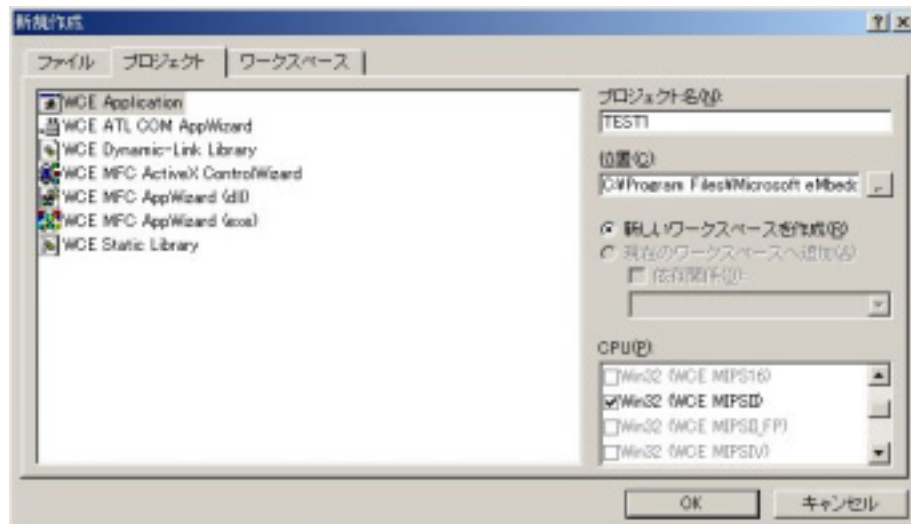 新規作成
ファイル プロジェクト ワークスペース
WCE Application
WCE ATL COM AppWizard
WCE Dynamic-Link Library
WCE MFC ActiveX ControlWizard
WCE MFC AppWizard (dll)
WCE MFC AppWizard (exe)
WCE Static Library
プロジェクト名(N):
TEST1
位置(C):
C:¥Program Files¥Microsoft eMbedc
...
新しいワークスペースを作成(R)
現在のワークスペースへ追加(A)
依存関係(D):
CPU(P):
Win32 (WCE MIPS16)
Win32 (WCE MIPSII)
Win32 (WCE MIPSII_FP)
Win32 (WCE MIPSIV)
OK キャンセル